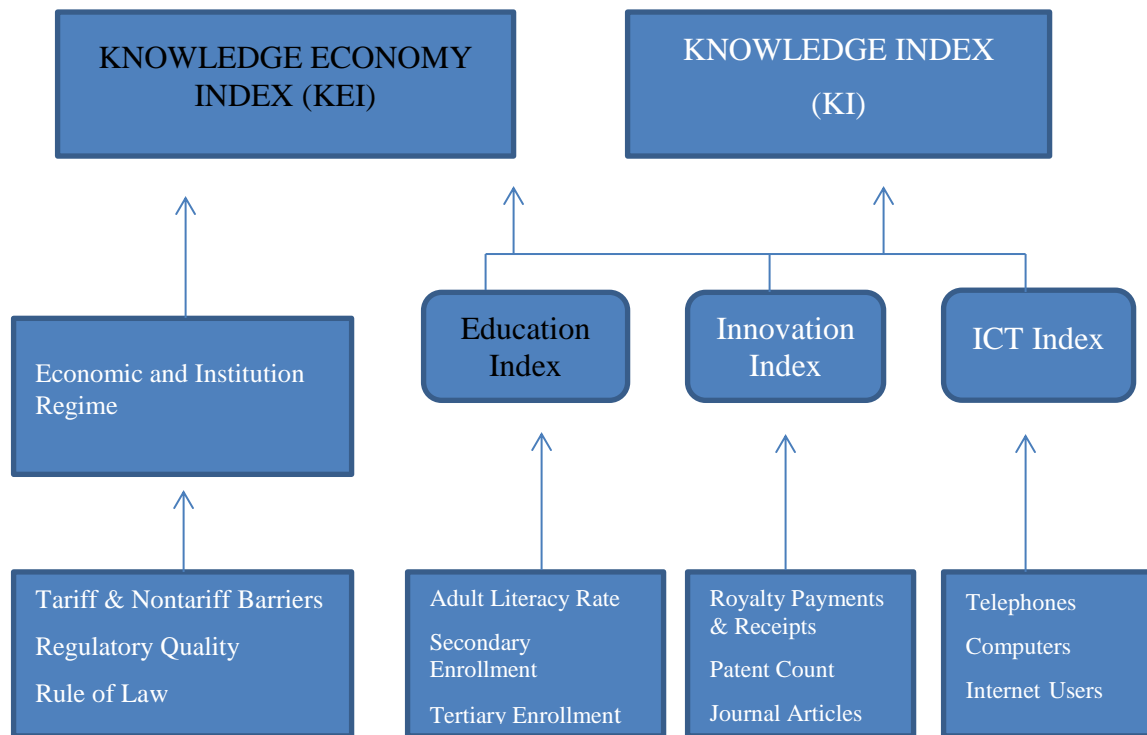 KNOWLEDGE ECONOMY
INDEX (KEI)
KNOWLEDGE INDEX
(KI)
Economic and Institution
Regime
Education
Index
Innovation
Index
ICT Index
Tariff & Nontariff Barriers
Regulatory Quality
Rule of Law
Adult Literacy Rate
Secondary
Enrollment
Tertiary Enrollment
Royalty Payments
& Receipts
Patent Count
Journal Articles
Telephones
Computers
Internet Users